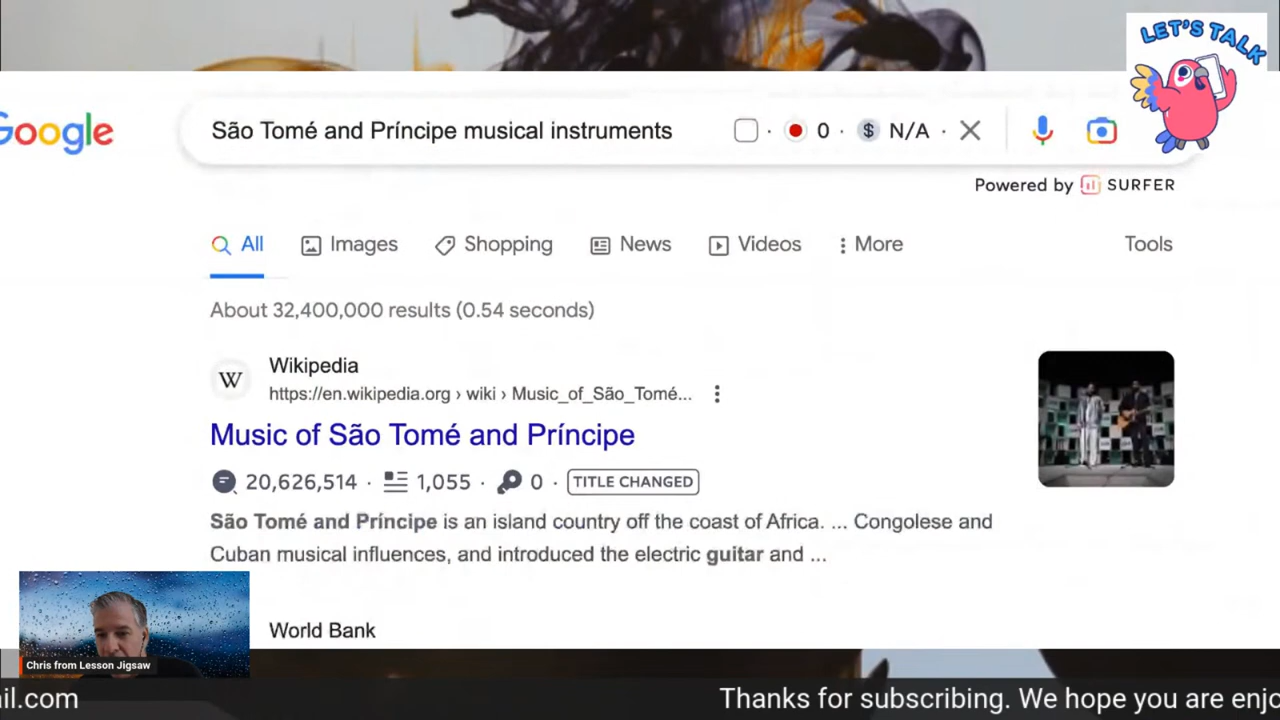 LET'S TALK
Google
São Tomé and Príncipe musical instruments
0 · $ N/A ·
Powered by SURFER
All Images Shopping News Videos More Tools
About 32,400,000 results (0.54 seconds)
W
Wikipedia
https://en.wikipedia.org › wiki › Music_of_São_Tomé...
Music of São Tomé and Príncipe
20,626,514 · 1,055 · 0 · TITLE CHANGED
São Tomé and Príncipe is an island country off the coast of Africa. ... Congolese and
Cuban musical influences, and introduced the electric guitar and ...
World Bank
Chris from Lesson Jigsaw
ail.com Thanks for subscribing. We hope you are enjo